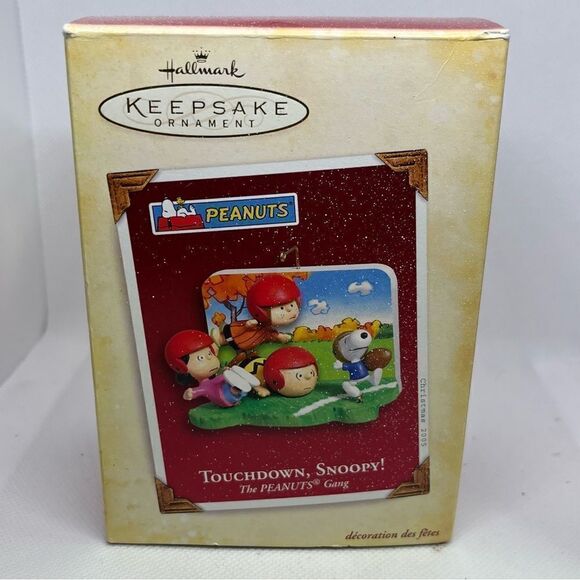 Hallmark
KEEPSAKE
ORNAMENT
PEANUTS
Christmas 2005
TOUCHDOWN, SNOOPY!
The PEANUTS® Gang
décoration des fêtes